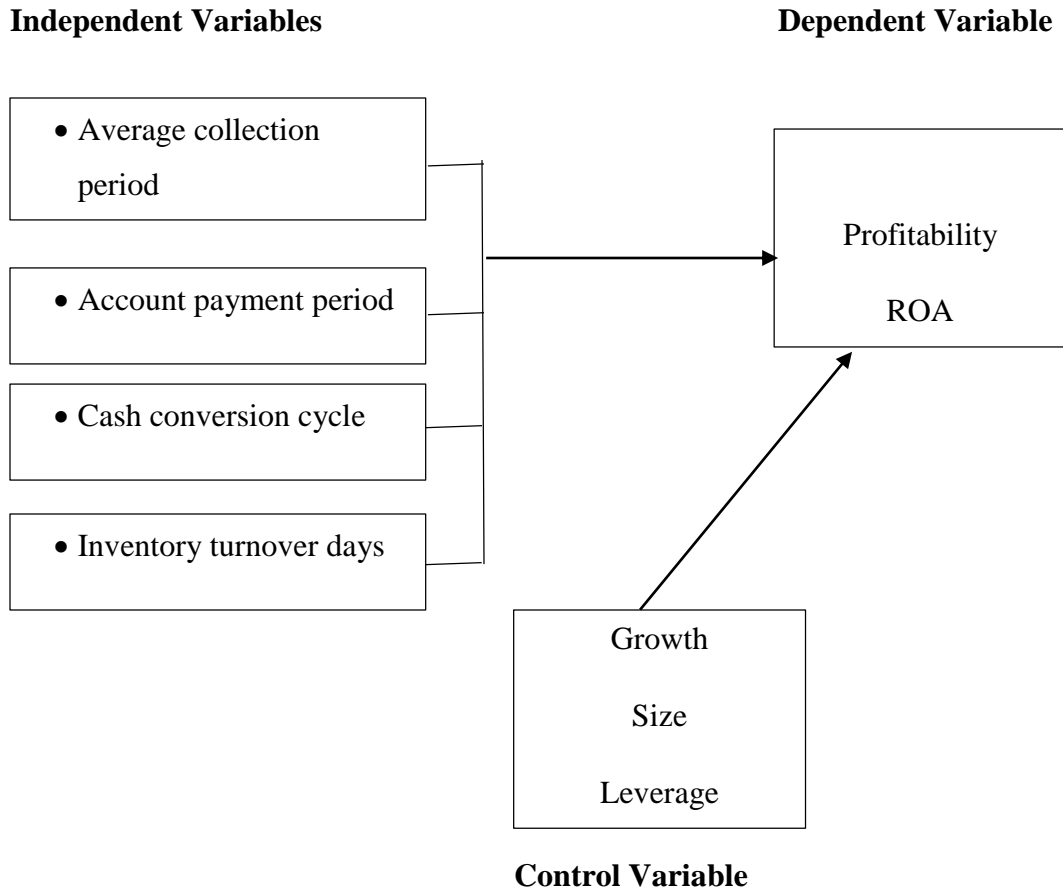 Independent Variables
Dependent Variable
• Average collection
period
• Account payment period
• Cash conversion cycle
• Inventory turnover days
Profitability
ROA
Growth
Size
Leverage
Control Variable